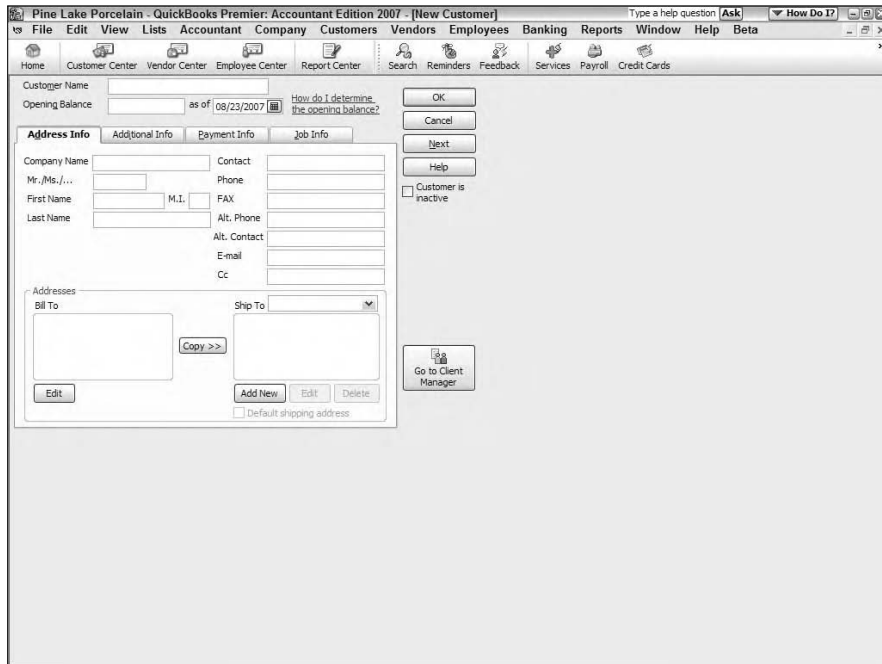 Pine Lake Porcelain - QuickBooks Premier: Accountant Edition 2007 - [New Customer] Type a help question Ask How Do I?
File Edit View Lists Accountant Company Customers Vendors Employees Banking Reports Window Help Beta
Home Customer Center Vendor Center Employee Center Report Center Search Reminders Feedback Services Payroll Credit Cards
Customer Name
Opening Balance as of 08/23/2007 How do I determine the opening balance?
OK
Cancel
Next
Help
Customer is inactive
Address Info Additional Info Payment Info Job Info
Company Name Contact
Mr./Ms./... Phone
First Name M.I. FAX
Last Name Alt. Phone
Alt. Contact
E-mail
Cc
Addresses
Bill To Ship To
Copy >>
Edit Add New Edit Delete
Default shipping address
Go to Client Manager